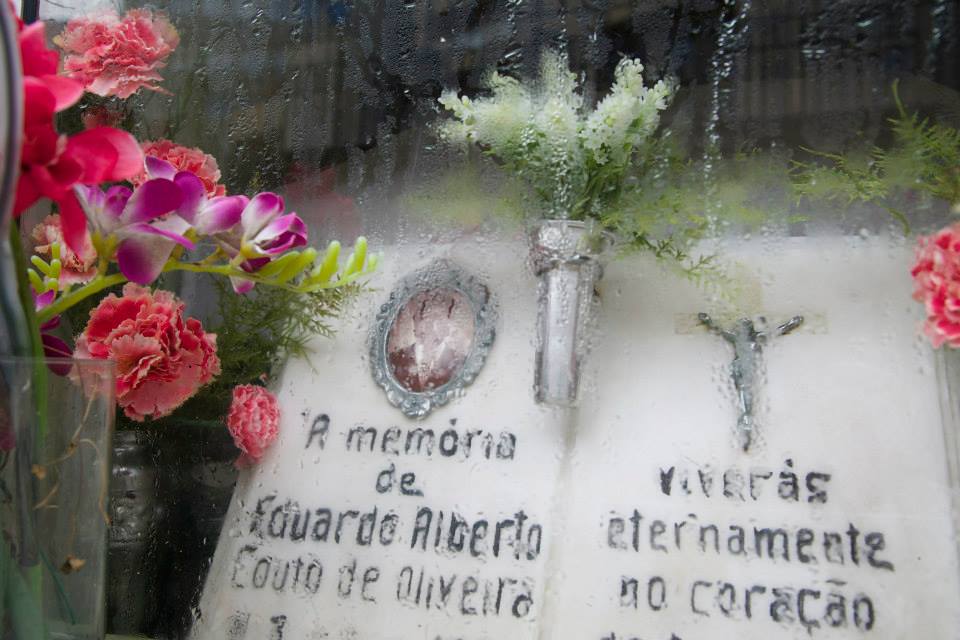 À memória
de
Eduardo Alberto
Couto de Oliveira
viverás
eternamente
no coração